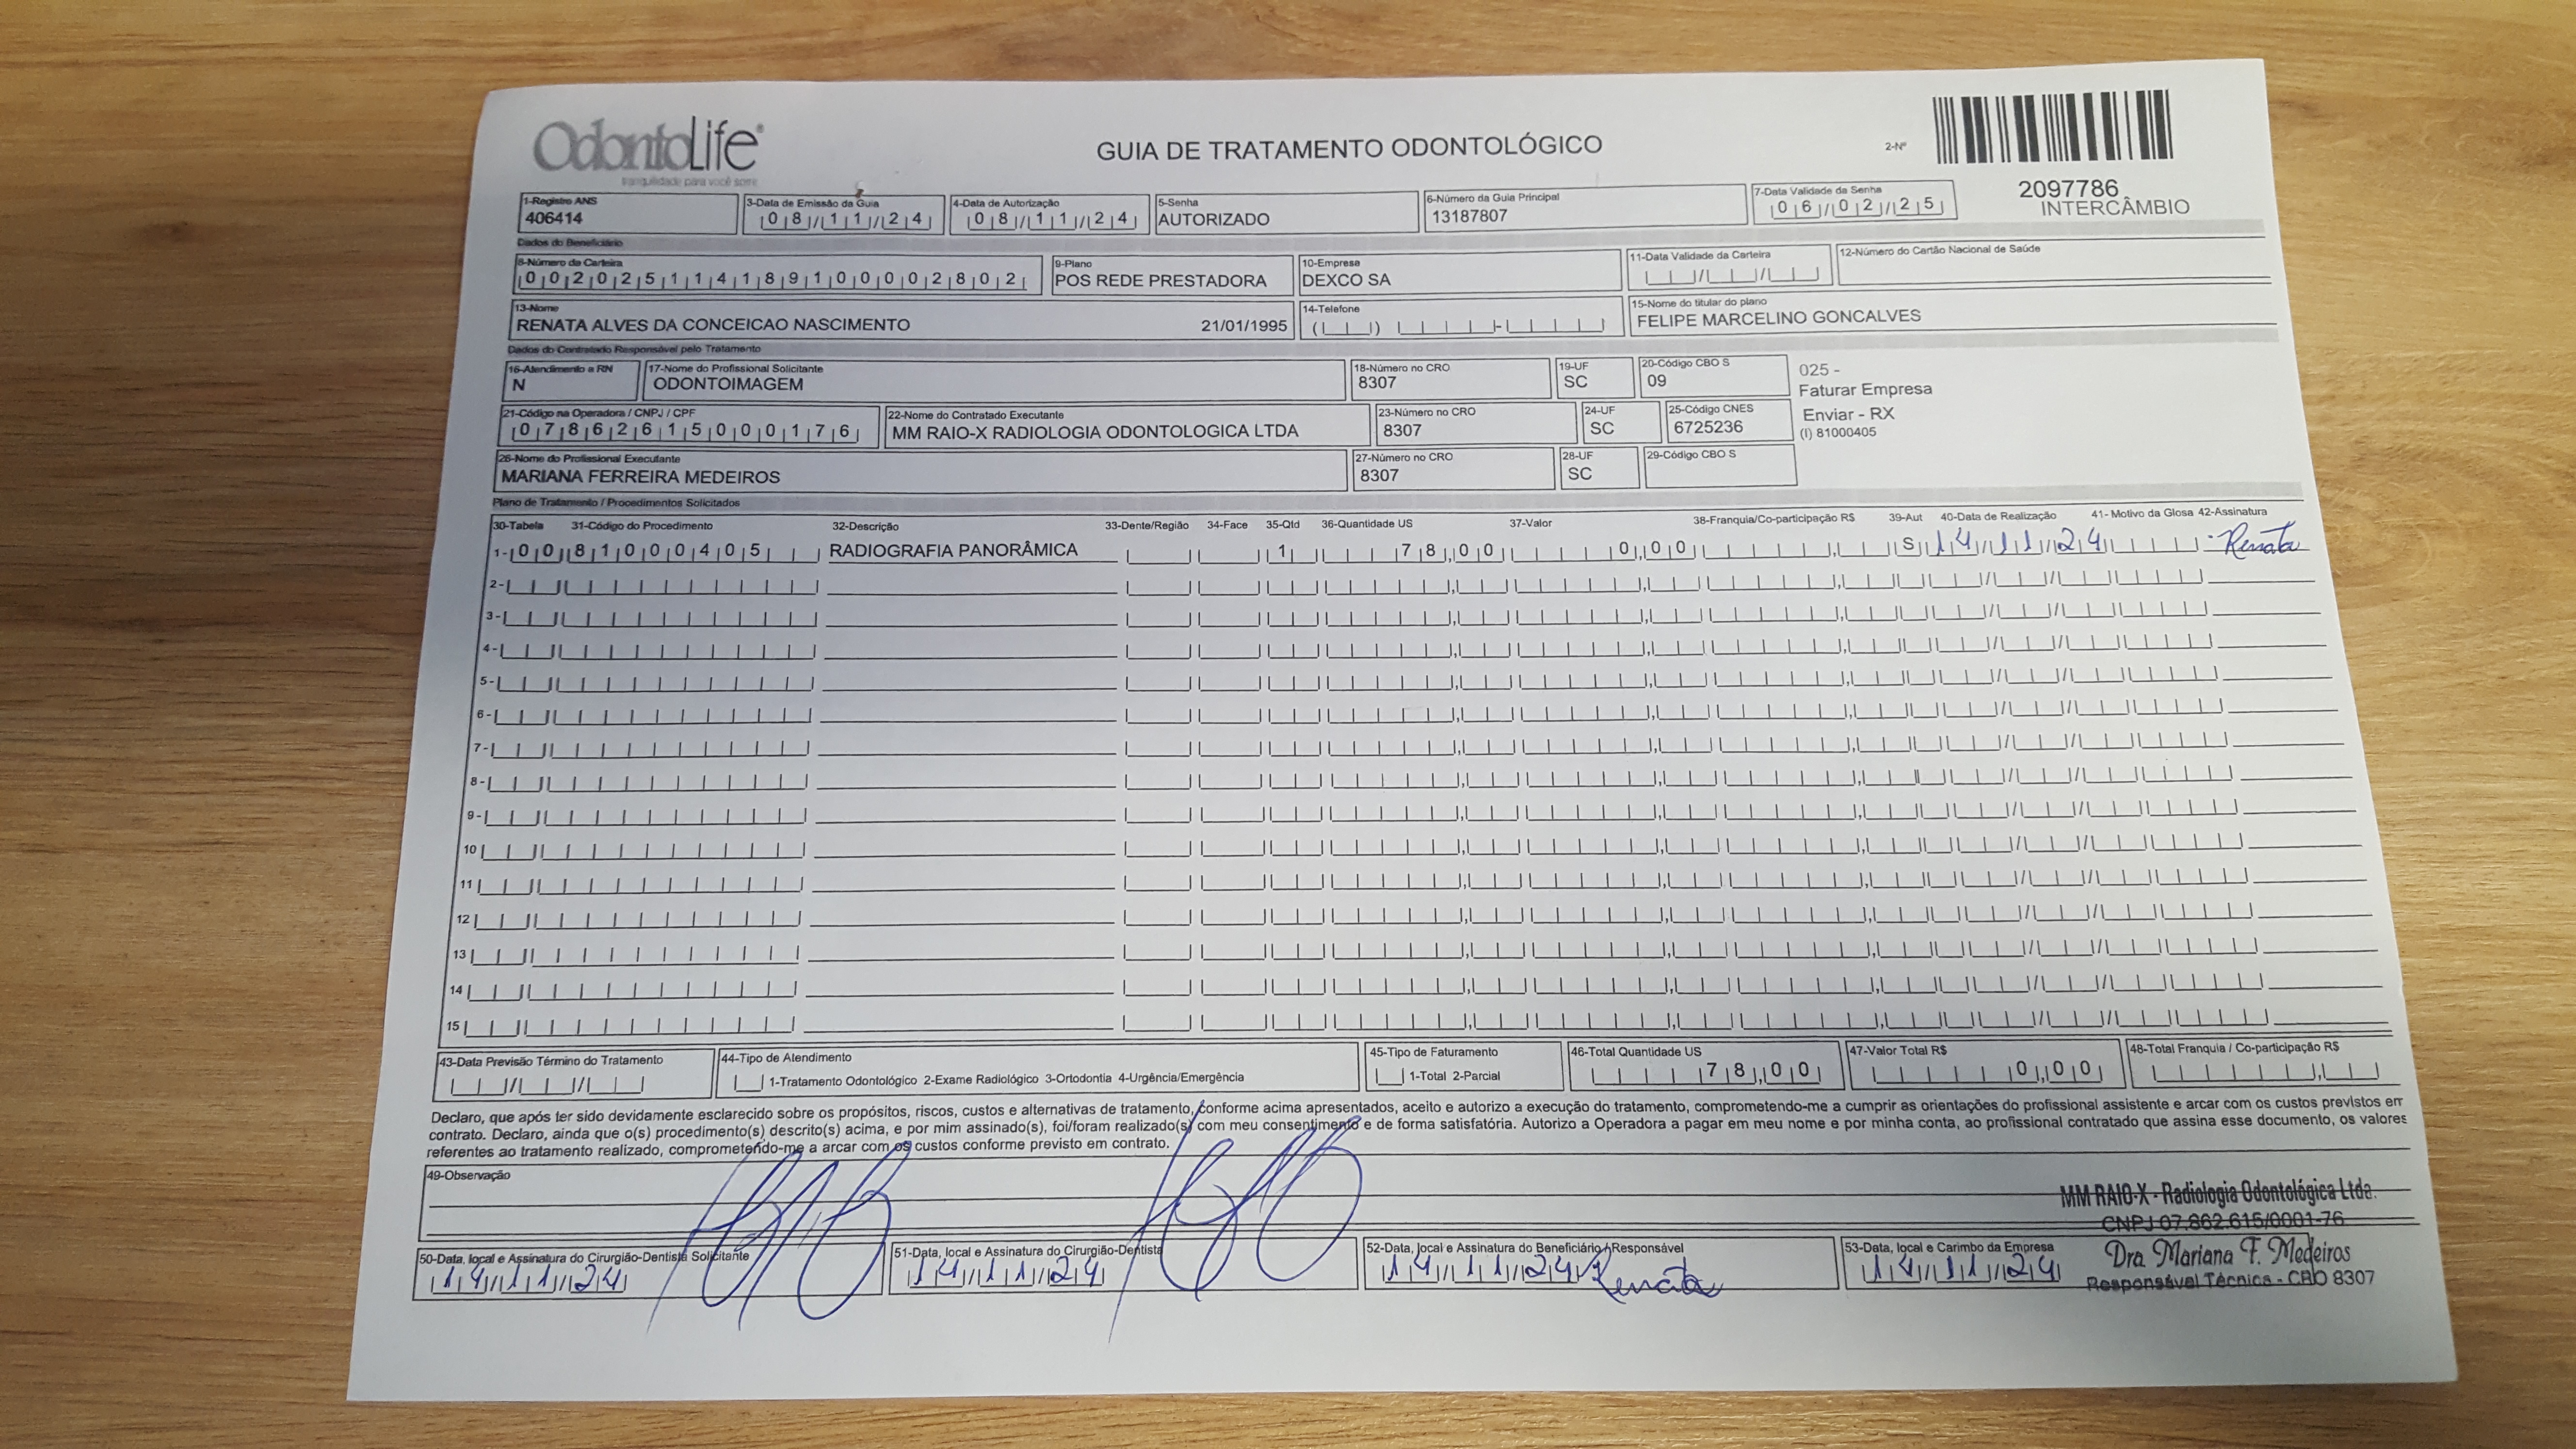 OdontoLife®
tranquilidade para você sorrir
GUIA DE TRATAMENTO ODONTOLÓGICO
2-Nº
2097786
INTERCÂMBIO
1-Registro ANS
406414
3-Data de Emissão da Guia
08/11/24
4-Data de Autorização
08/11/24
5-Senha
AUTORIZADO
6-Número da Guia Principal
13187807
7-Data Validade da Senha
06/02/25
Dados do Beneficiário
8-Número da Carteira
002025114189100002802
9-Plano
POS REDE PRESTADORA
10-Empresa
DEXCO SA
11-Data Validade da Carteira
12-Número do Cartão Nacional de Saúde
13-Nome
RENATA ALVES DA CONCEICAO NASCIMENTO 21/01/1995
14-Telefone
15-Nome do titular do plano
FELIPE MARCELINO GONCALVES
Dados do Contratado Responsável pelo Tratamento
16-Atendimento a RN
N
17-Nome do Profissional Solicitante
ODONTOIMAGEM
18-Número no CRO
8307
19-UF
SC
20-Código CBO S
09
025 -
Faturar Empresa
Enviar - RX
(I) 81000405
21-Código na Operadora / CNPJ / CPF
07862615000176
22-Nome do Contratado Executante
MM RAIO-X RADIOLOGIA ODONTOLOGICA LTDA
23-Número no CRO
8307
24-UF
SC
25-Código CNES
6725236
26-Nome do Profissional Executante
MARIANA FERREIRA MEDEIROS
27-Número no CRO
8307
28-UF
SC
29-Código CBO S
Plano de Tratamento / Procedimentos Solicitados
30-Tabela 31-Código do Procedimento 32-Descrição 33-Dente/Região 34-Face 35-Qtd 36-Quantidade US 37-Valor 38-Franquia/Co-participação R$ 39-Aut 40-Data de Realização 41- Motivo da Glosa 42-Assinatura
1- 00 81000405 RADIOGRAFIA PANORÂMICA 1 78,00 0,00 S 14/11/24 Renata
2-
3-
4-
5-
6-
7-
8-
9-
10
11
12
13
14
15
43-Data Previsão Término do Tratamento
44-Tipo de Atendimento
1-Tratamento Odontológico 2-Exame Radiológico 3-Ortodontia 4-Urgência/Emergência
45-Tipo de Faturamento
1-Total 2-Parcial
46-Total Quantidade US
78,00
47-Valor Total R$
0,00
48-Total Franquia / Co-participação R$
Declaro, que após ter sido devidamente esclarecido sobre os propósitos, riscos, custos e alternativas de tratamento, conforme acima apresentados, aceito e autorizo a execução do tratamento, comprometendo-me a cumprir as orientações do profissional assistente e arcar com os custos previstos em
contrato. Declaro, ainda que o(s) procedimento(s) descrito(s) acima, e por mim assinado(s), foi/foram realizado(s) com meu consentimento e de forma satisfatória. Autorizo a Operadora a pagar em meu nome e por minha conta, ao profissional contratado que assina esse documento, os valores
referentes ao tratamento realizado, comprometendo-me a arcar com os custos conforme previsto em contrato.
49-Observação
MM RAIO-X - Radiologia Odontológica Ltda.
CNPJ 07.862.615/0001-76
Dra Mariana F. Medeiros
Responsável Técnica - CRO 8307
50-Data, local e Assinatura do Cirurgião-Dentista Solicitante
14/11/24
51-Data, local e Assinatura do Cirurgião-Dentista
14/11/24
52-Data, local e Assinatura do Beneficiário / Responsável
14/11/24 Renata
53-Data, local e Carimbo da Empresa
14/11/24